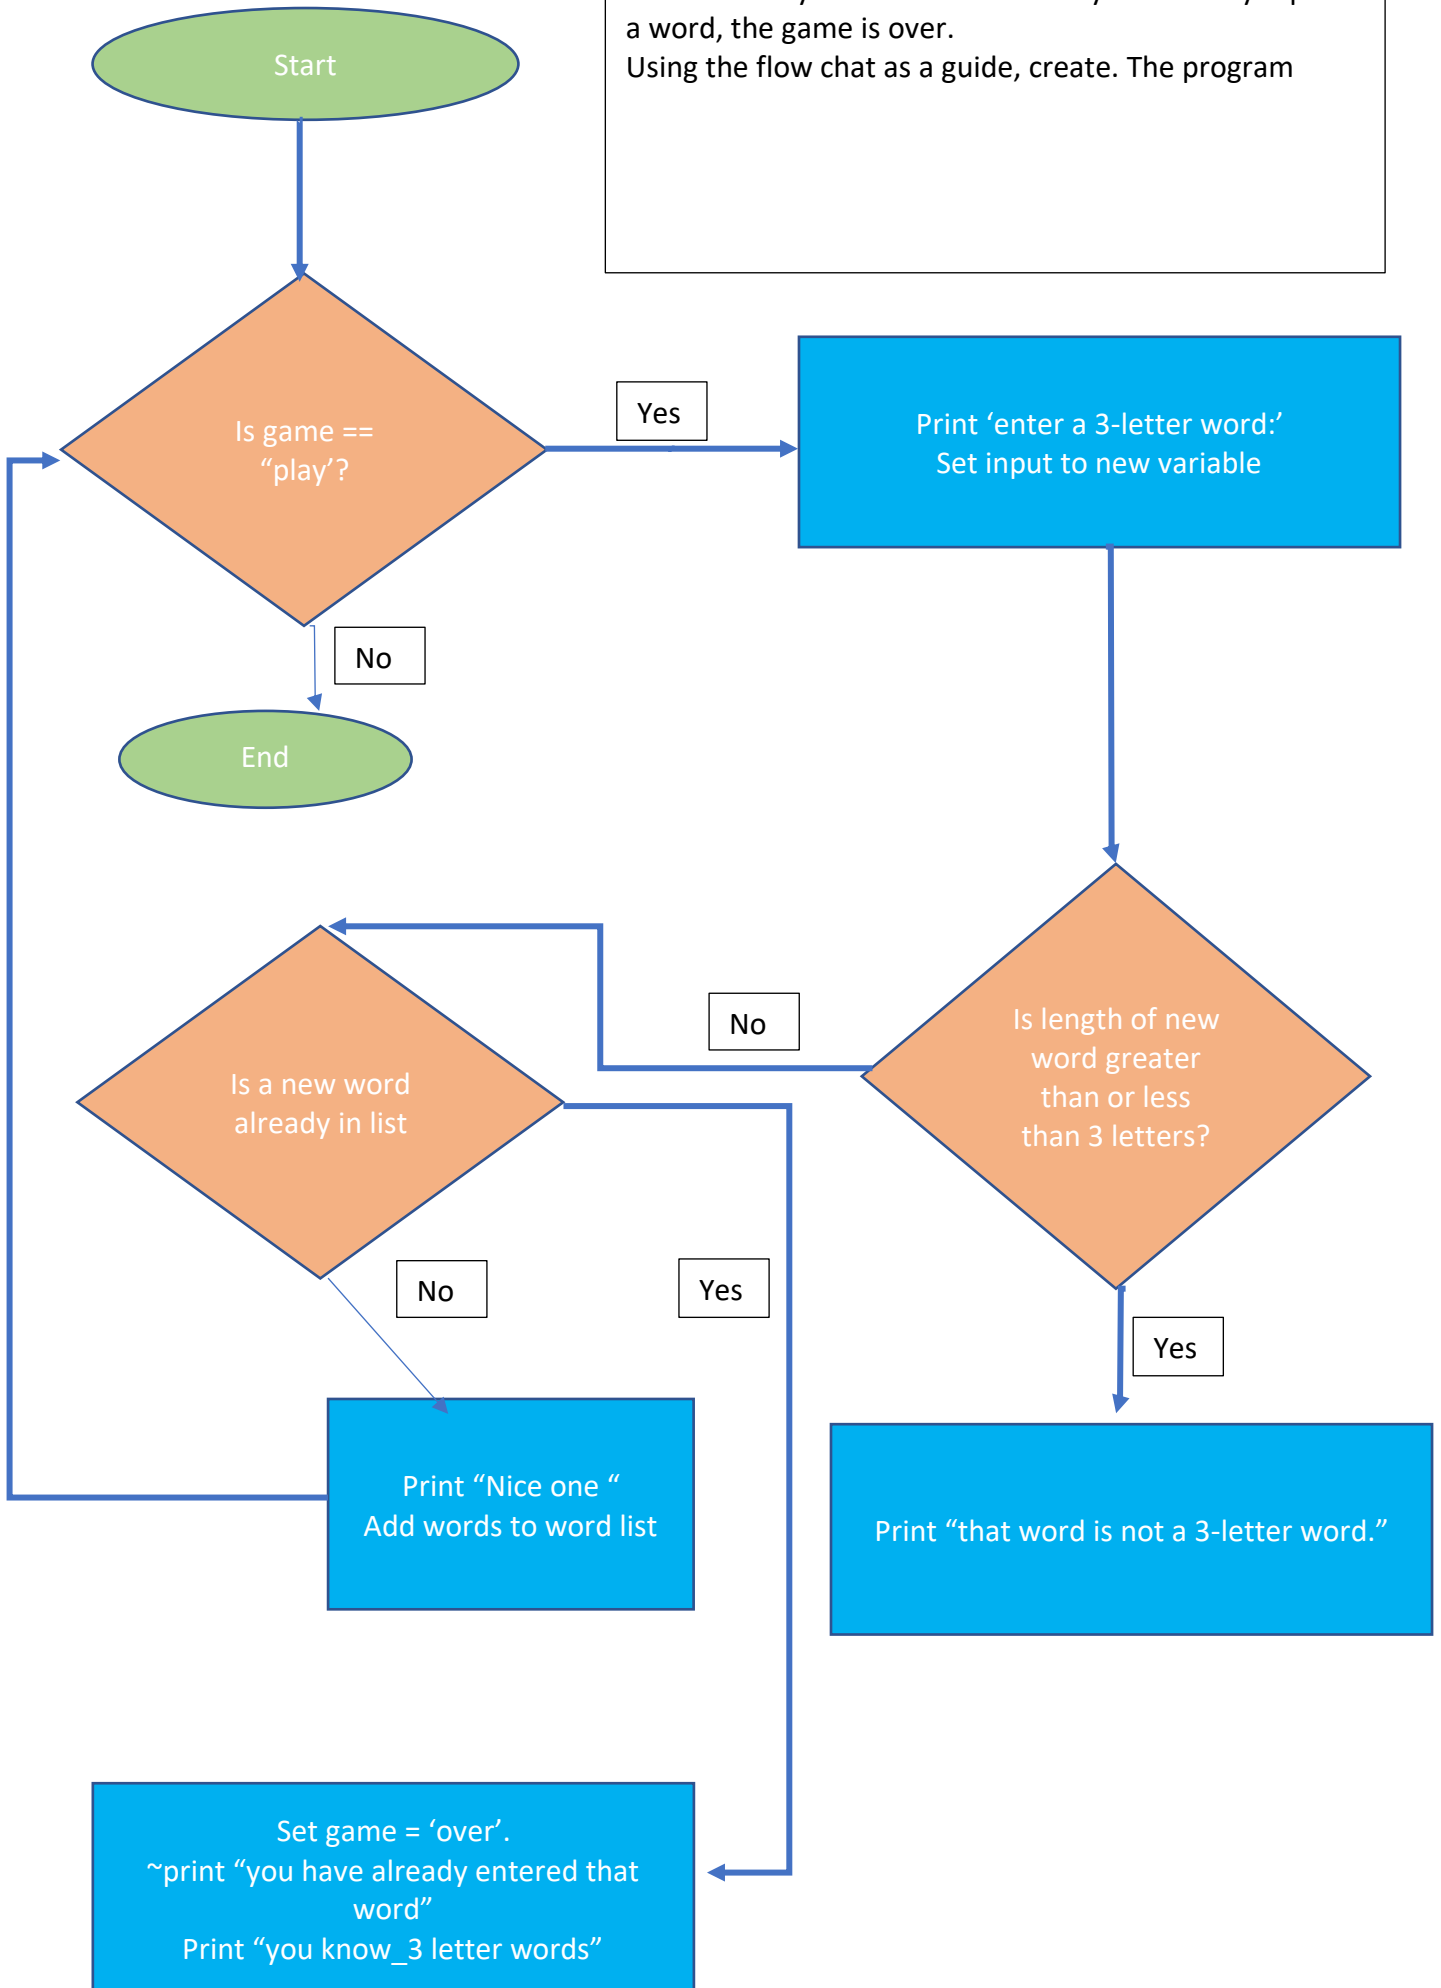 a word, the game is over.
Using the flow chat as a guide, create. The program
Start
Is game ==
“play’?
Yes
Print ‘enter a 3-letter word:’
Set input to new variable
No
End
Is length of new
word greater
than or less
than 3 letters?
No
Is a new word
already in list
No
Yes
Yes
Print “Nice one “
Add words to word list
Print “that word is not a 3-letter word.”
Set game = ‘over’.
~print “you have already entered that
word”
Print “you know_3 letter words”